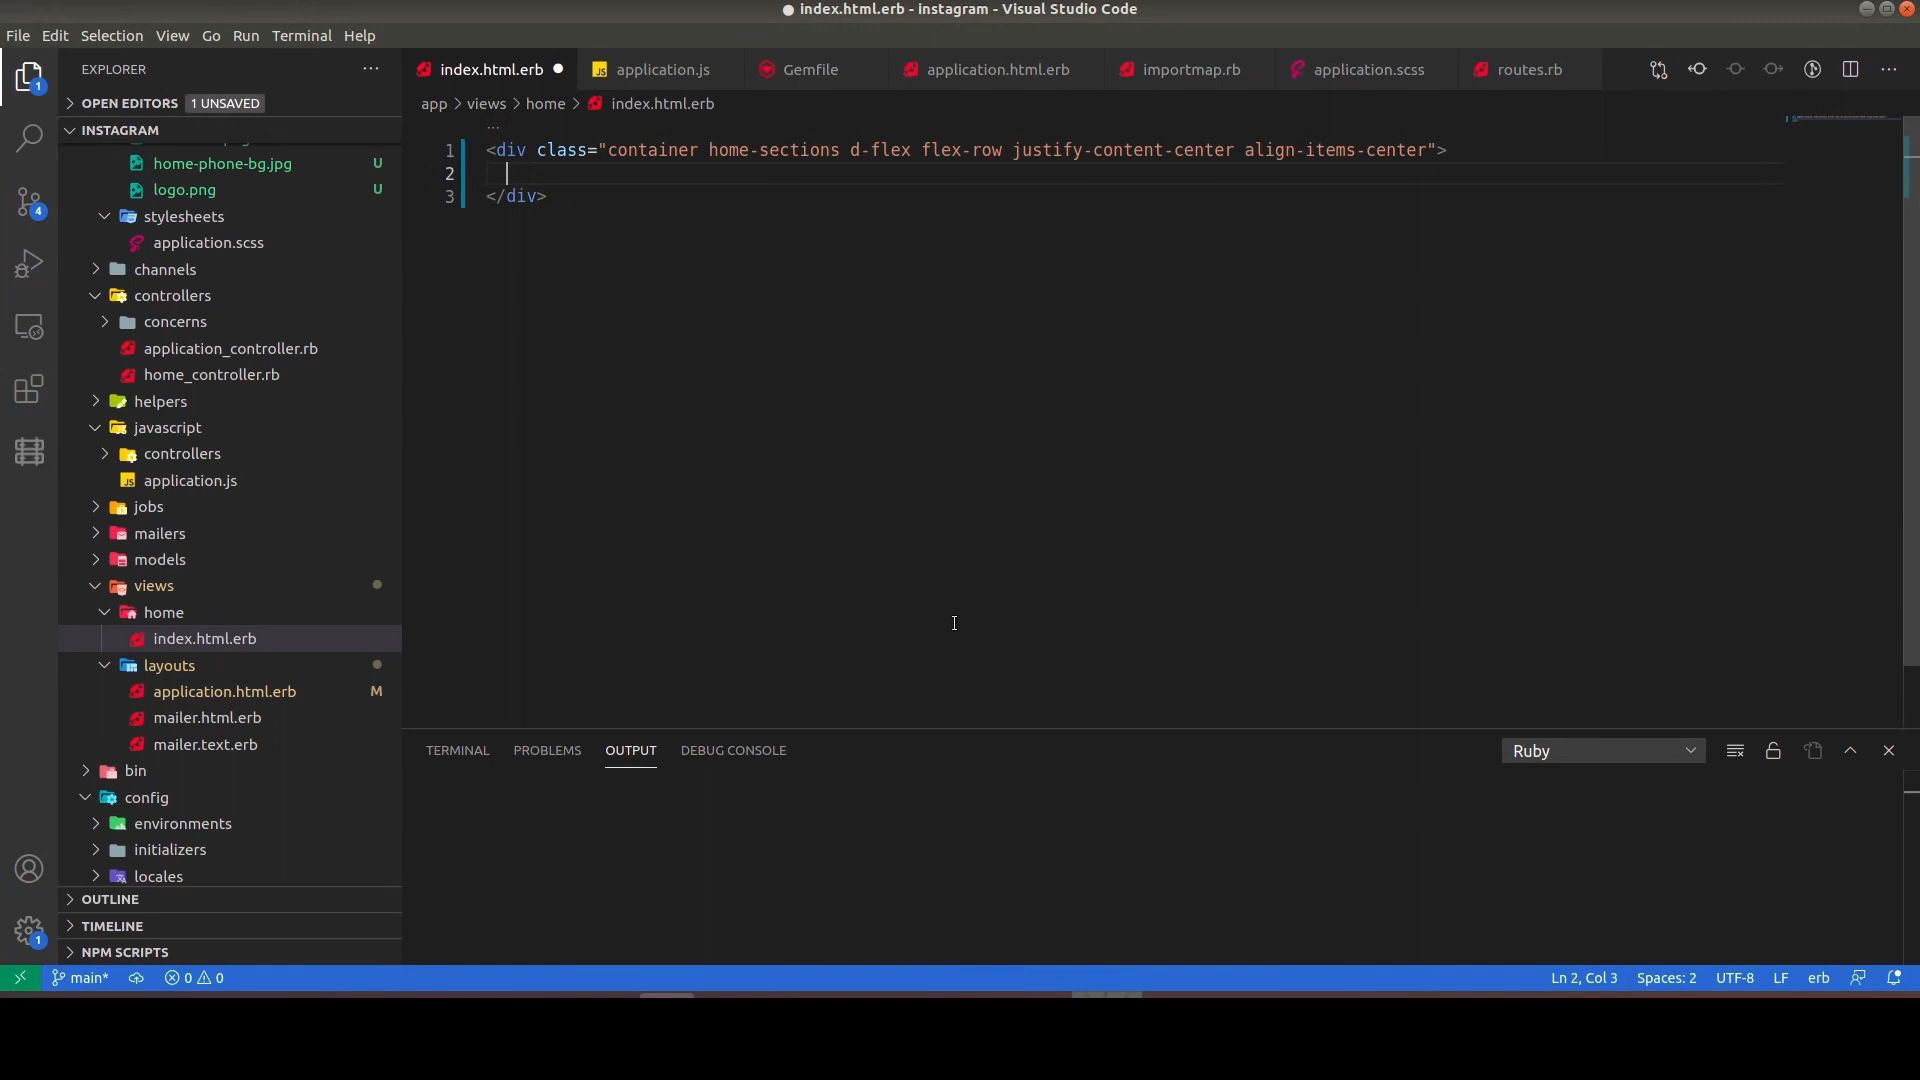 index.html.erb - instagram - Visual Studio Code
File Edit Selection View Go Run Terminal Help
EXPLORER
OPEN EDITORS 1 UNSAVED
INSTAGRAM
home-phone-bg.jpg U
logo.png U
stylesheets
application.scss
channels
controllers
concerns
application_controller.rb
home_controller.rb
helpers
javascript
controllers
application.js
jobs
mailers
models
views
home
index.html.erb
layouts
application.html.erb M
mailer.html.erb
mailer.text.erb
bin
config
environments
initializers
locales
OUTLINE
TIMELINE
NPM SCRIPTS
1
4
1
index.html.erb application.js Gemfile application.html.erb importmap.rb application.scss routes.rb
app > views > home > index.html.erb
1 <div class="container home-sections d-flex flex-row justify-content-center align-items-center">
2
3 </div>
TERMINAL PROBLEMS OUTPUT DEBUG CONSOLE Ruby
main* 0 0 Ln 2, Col 3 Spaces: 2 UTF-8 LF erb